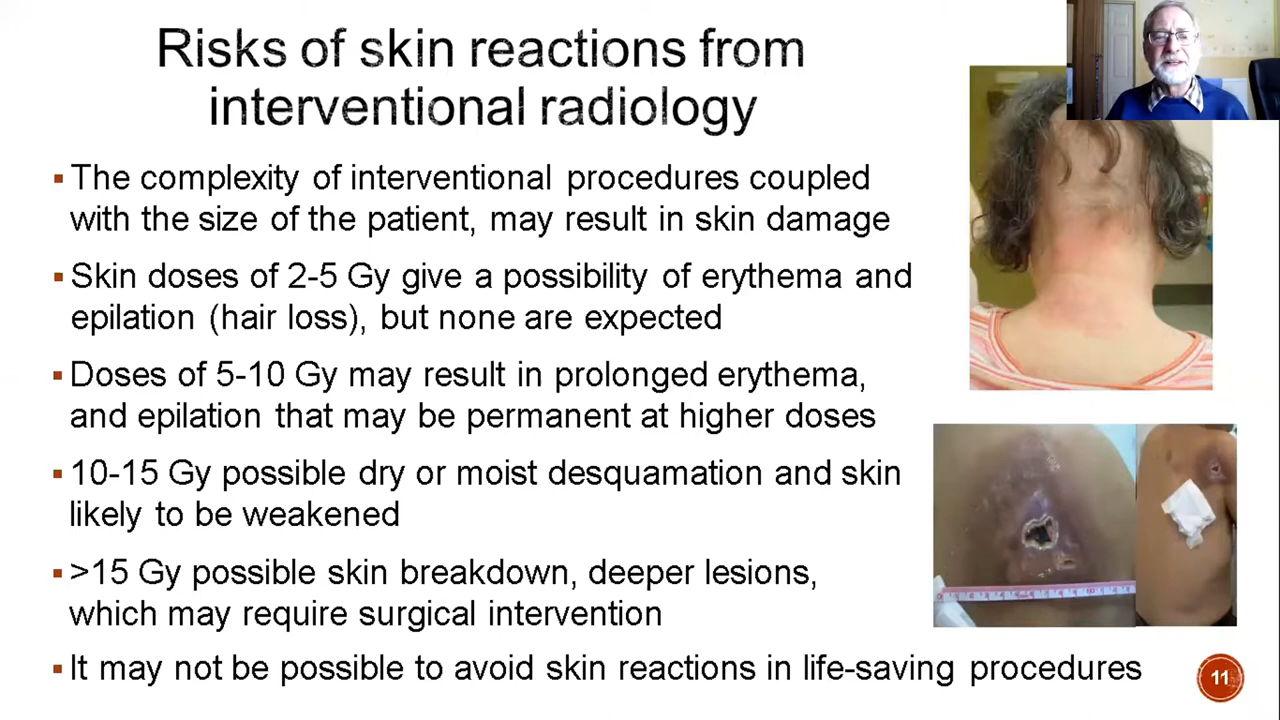 Risks of skin reactions from
interventional radiology
▪ The complexity of interventional procedures coupled
with the size of the patient, may result in skin damage
▪ Skin doses of 2-5 Gy give a possibility of erythema and
epilation (hair loss), but none are expected
▪ Doses of 5-10 Gy may result in prolonged erythema,
and epilation that may be permanent at higher doses
▪ 10-15 Gy possible dry or moist desquamation and skin
likely to be weakened
▪ >15 Gy possible skin breakdown, deeper lesions,
which may require surgical intervention
▪ It may not be possible to avoid skin reactions in life-saving procedures
11